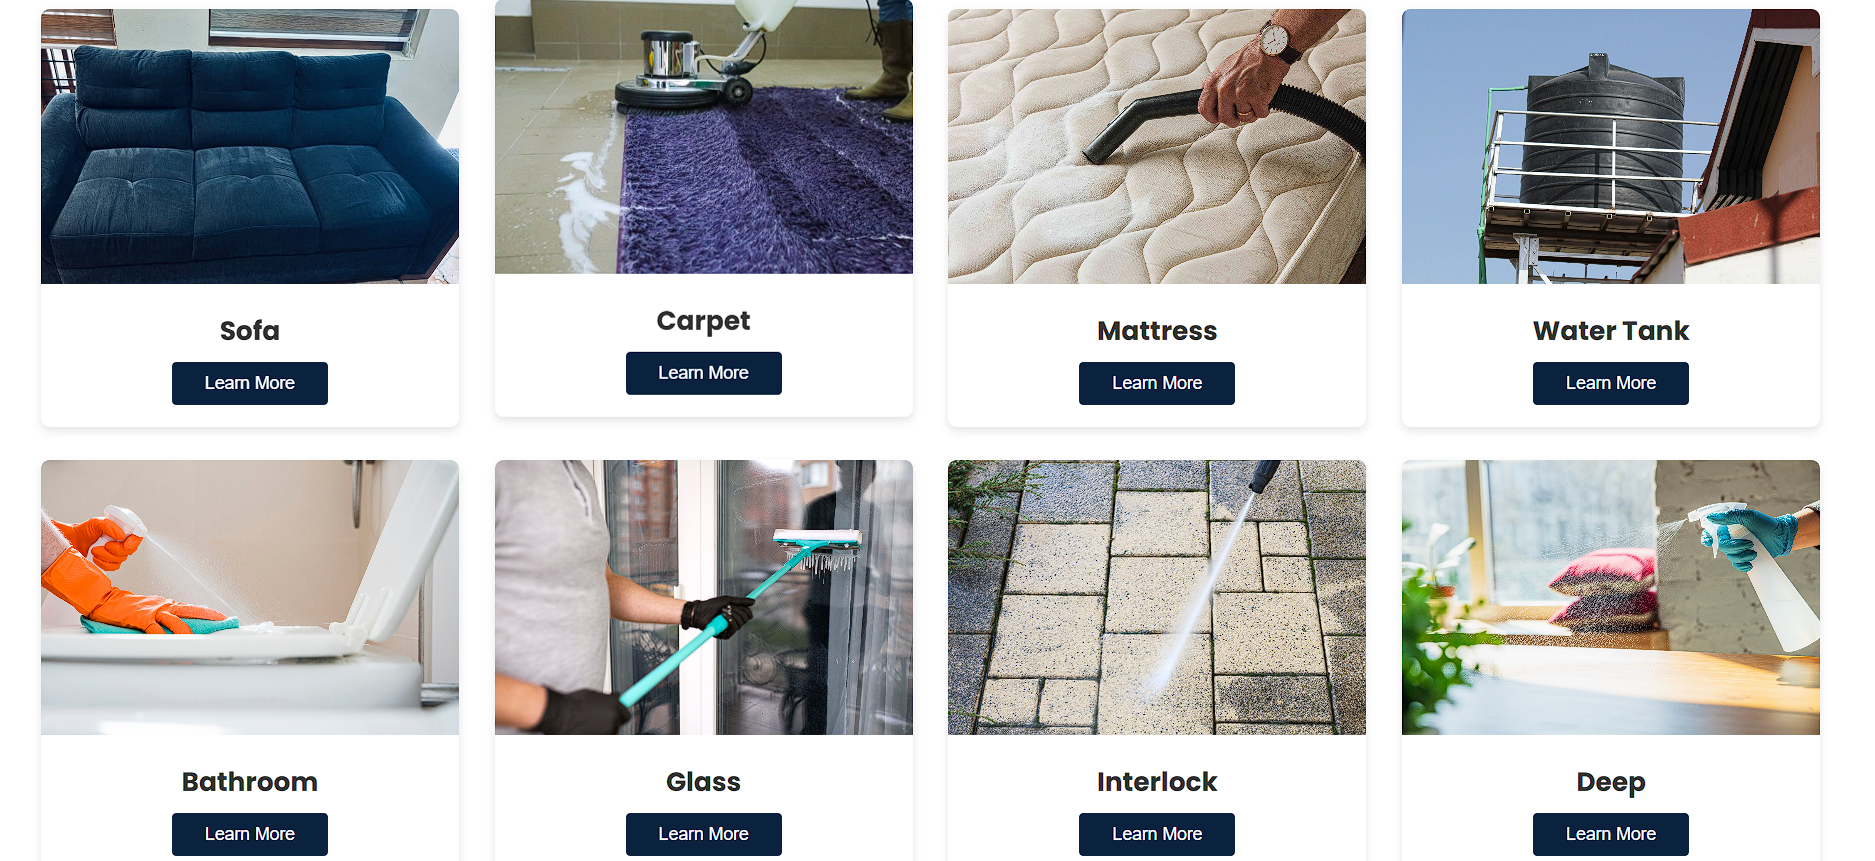 Sofa
Learn More
Carpet
Learn More
Mattress
Learn More
Water Tank
Learn More
Bathroom
Learn More
Glass
Learn More
Interlock
Learn More
Deep
Learn More